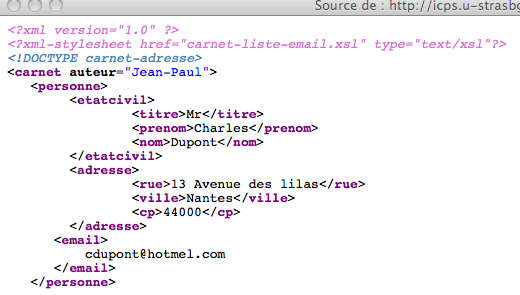 Source de : http://icps.u-strasbg
<?xml version="1.0" ?>
<?xml-stylesheet href="carnet-liste-email.xsl" type="text/xsl"?>
<!DOCTYPE carnet-adresse>
<carnet auteur="Jean-Paul">
<personne>
<etatcivil>
<titre>Mr</titre>
<prenom>Charles</prenom>
<nom>Dupont</nom>
</etatcivil>
<adresse>
<rue>13 Avenue des lilas</rue>
<ville>Nantes</ville>
<cp>44000</cp>
</adresse>
<email>
cdupont@hotmel.com
</email>
</personne>